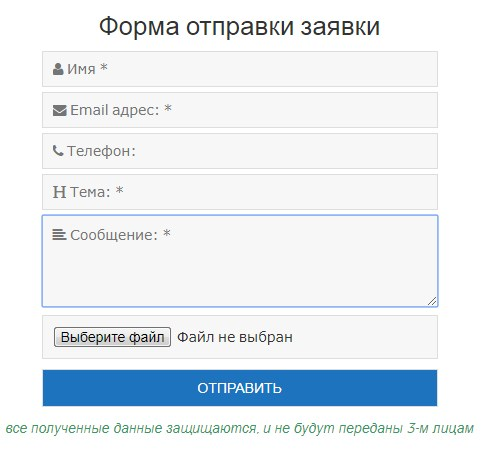 Форма отправки заявки
Имя *
Email адрес: *
Телефон:
Тема: *
Сообщение: *
Выберите файл Файл не выбран
ОТПРАВИТЬ
все полученные данные защищаются, и не будут переданы 3-м лицам